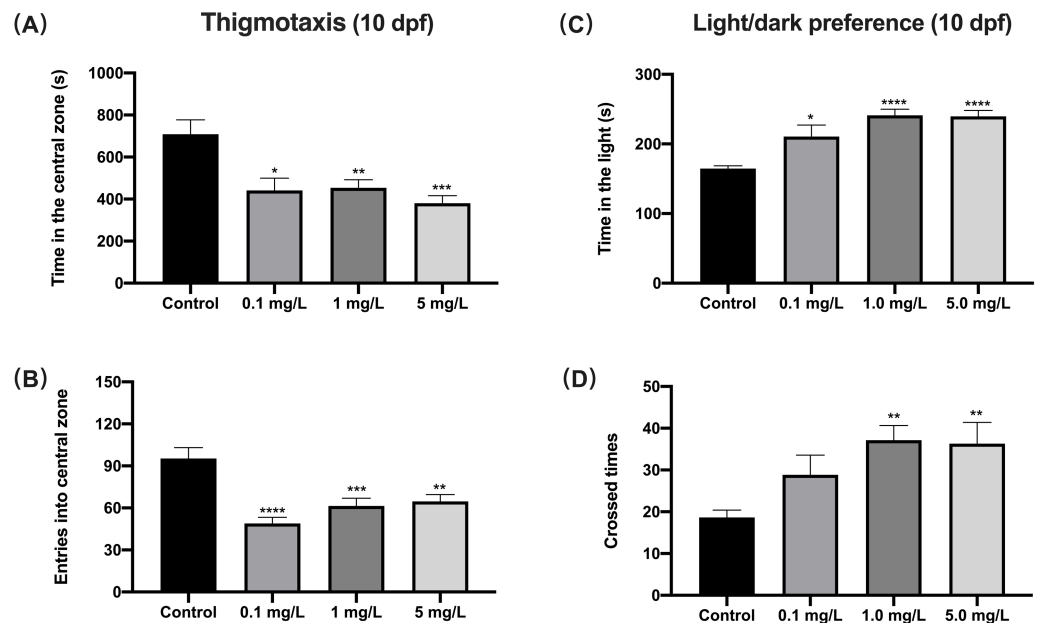 (A) Thigmotaxis (10 dpf)
Time in the central zone (s)
1000
800
600
400
200
0
*
**
***
Control 0.1 mg/L 1 mg/L 5 mg/L
(B)
Entries into central zone
150
120
90
60
30
0
****
***
**
Control 0.1 mg/L 1 mg/L 5 mg/L
(C) Light/dark preference (10 dpf)
Time in the light (s)
300
200
100
0
*
****
****
Control 0.1 mg/L 1.0 mg/L 5.0 mg/L
(D)
Crossed times
50
40
30
20
10
0
**
**
Control 0.1 mg/L 1.0 mg/L 5.0 mg/L